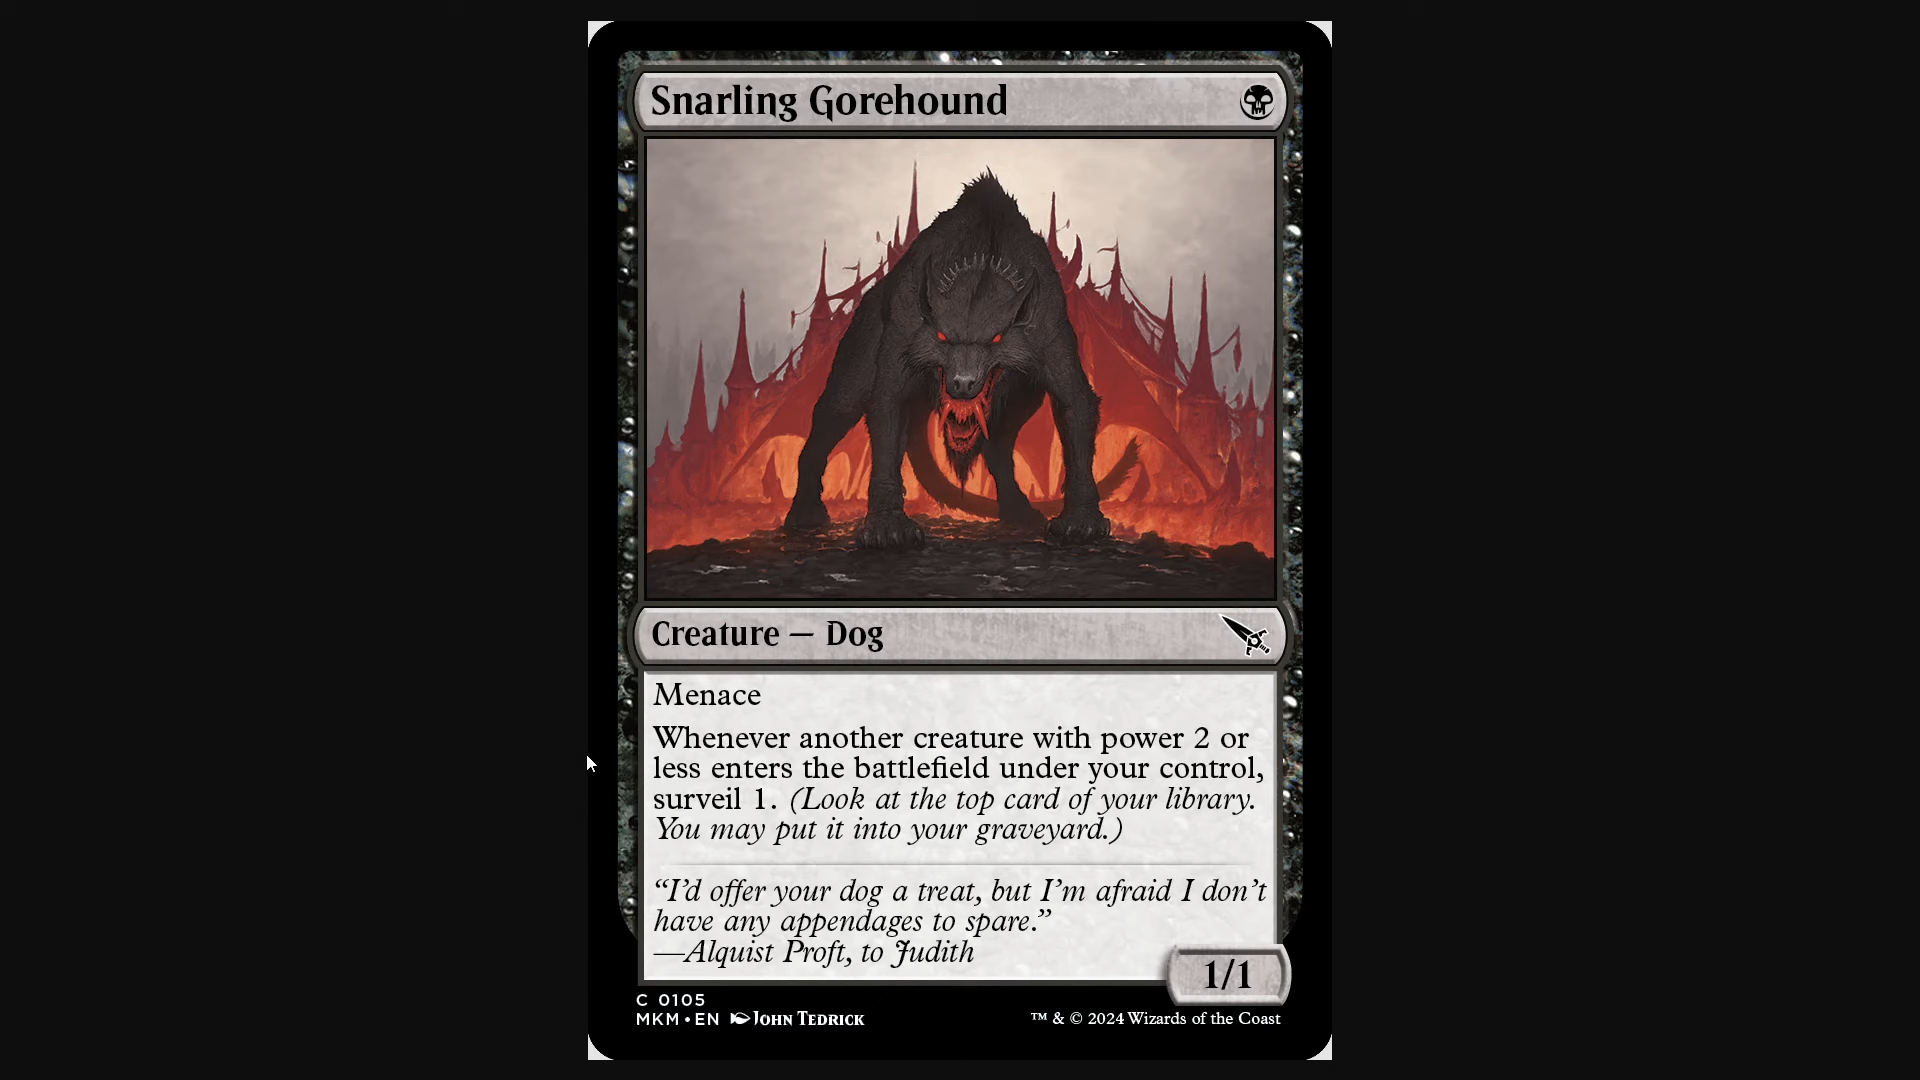 Snarling Gorehound
Creature — Dog
Menace
Whenever another creature with power 2 or
less enters the battlefield under your control,
surveil 1. (Look at the top card of your library.
You may put it into your graveyard.)
“I’d offer your dog a treat, but I’m afraid I don’t
have any appendages to spare.”
—Alquist Proft, to Judith
1/1
C 0105
MKM • EN John Tedrick
™ & © 2024 Wizards of the Coast